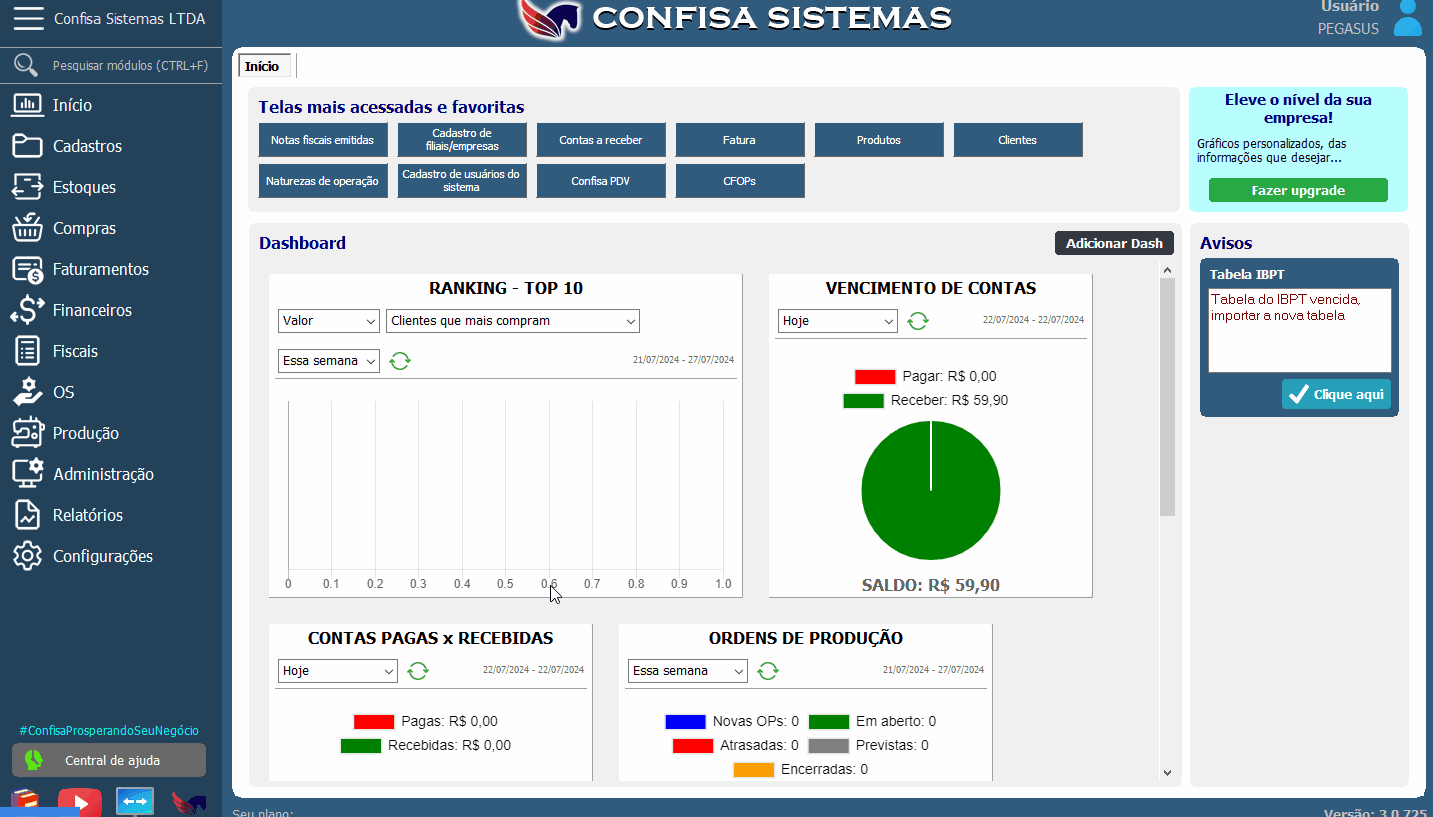 Confisa Sistemas LTDA
CONFISA SISTEMAS
Usuário
PEGASUS
Pesquisar módulos (CTRL+F)
Início
Cadastros
Estoques
Compras
Faturamentos
Financeiros
Fiscais
OS
Produção
Administração
Relatórios
Configurações
#ConfisaProsperandoSeuNegócio
Central de ajuda
Início
Telas mais acessadas e favoritas
Notas fiscais emitidas
Cadastro de
filiais/empresas
Contas a receber
Fatura
Produtos
Clientes
Naturezas de operação
Cadastro de usuários do
sistema
Confisa PDV
CFOPs
Eleve o nível da sua
empresa!
Gráficos personalizados, das
informações que desejar...
Fazer upgrade
Dashboard
Adicionar Dash
RANKING - TOP 10
Valor
Clientes que mais compram
Essa semana
21/07/2024 - 27/07/2024
0 0.1 0.2 0.3 0.4 0.5 0.6 0.7 0.8 0.9 1.0
VENCIMENTO DE CONTAS
Hoje
22/07/2024 - 22/07/2024
Pagar: R$ 0,00
Receber: R$ 59,90
SALDO: R$ 59,90
CONTAS PAGAS x RECEBIDAS
Hoje
22/07/2024 - 22/07/2024
Pagas: R$ 0,00
Recebidas: R$ 0,00
ORDENS DE PRODUÇÃO
Essa semana
21/07/2024 - 27/07/2024
Novas OPs: 0 Em aberto: 0
Atrasadas: 0 Previstas: 0
Encerradas: 0
Avisos
Tabela IBPT
Tabela do IBPT vencida,
importar a nova tabela
Clique aqui
Seu plano:
Versão: 3.0.725